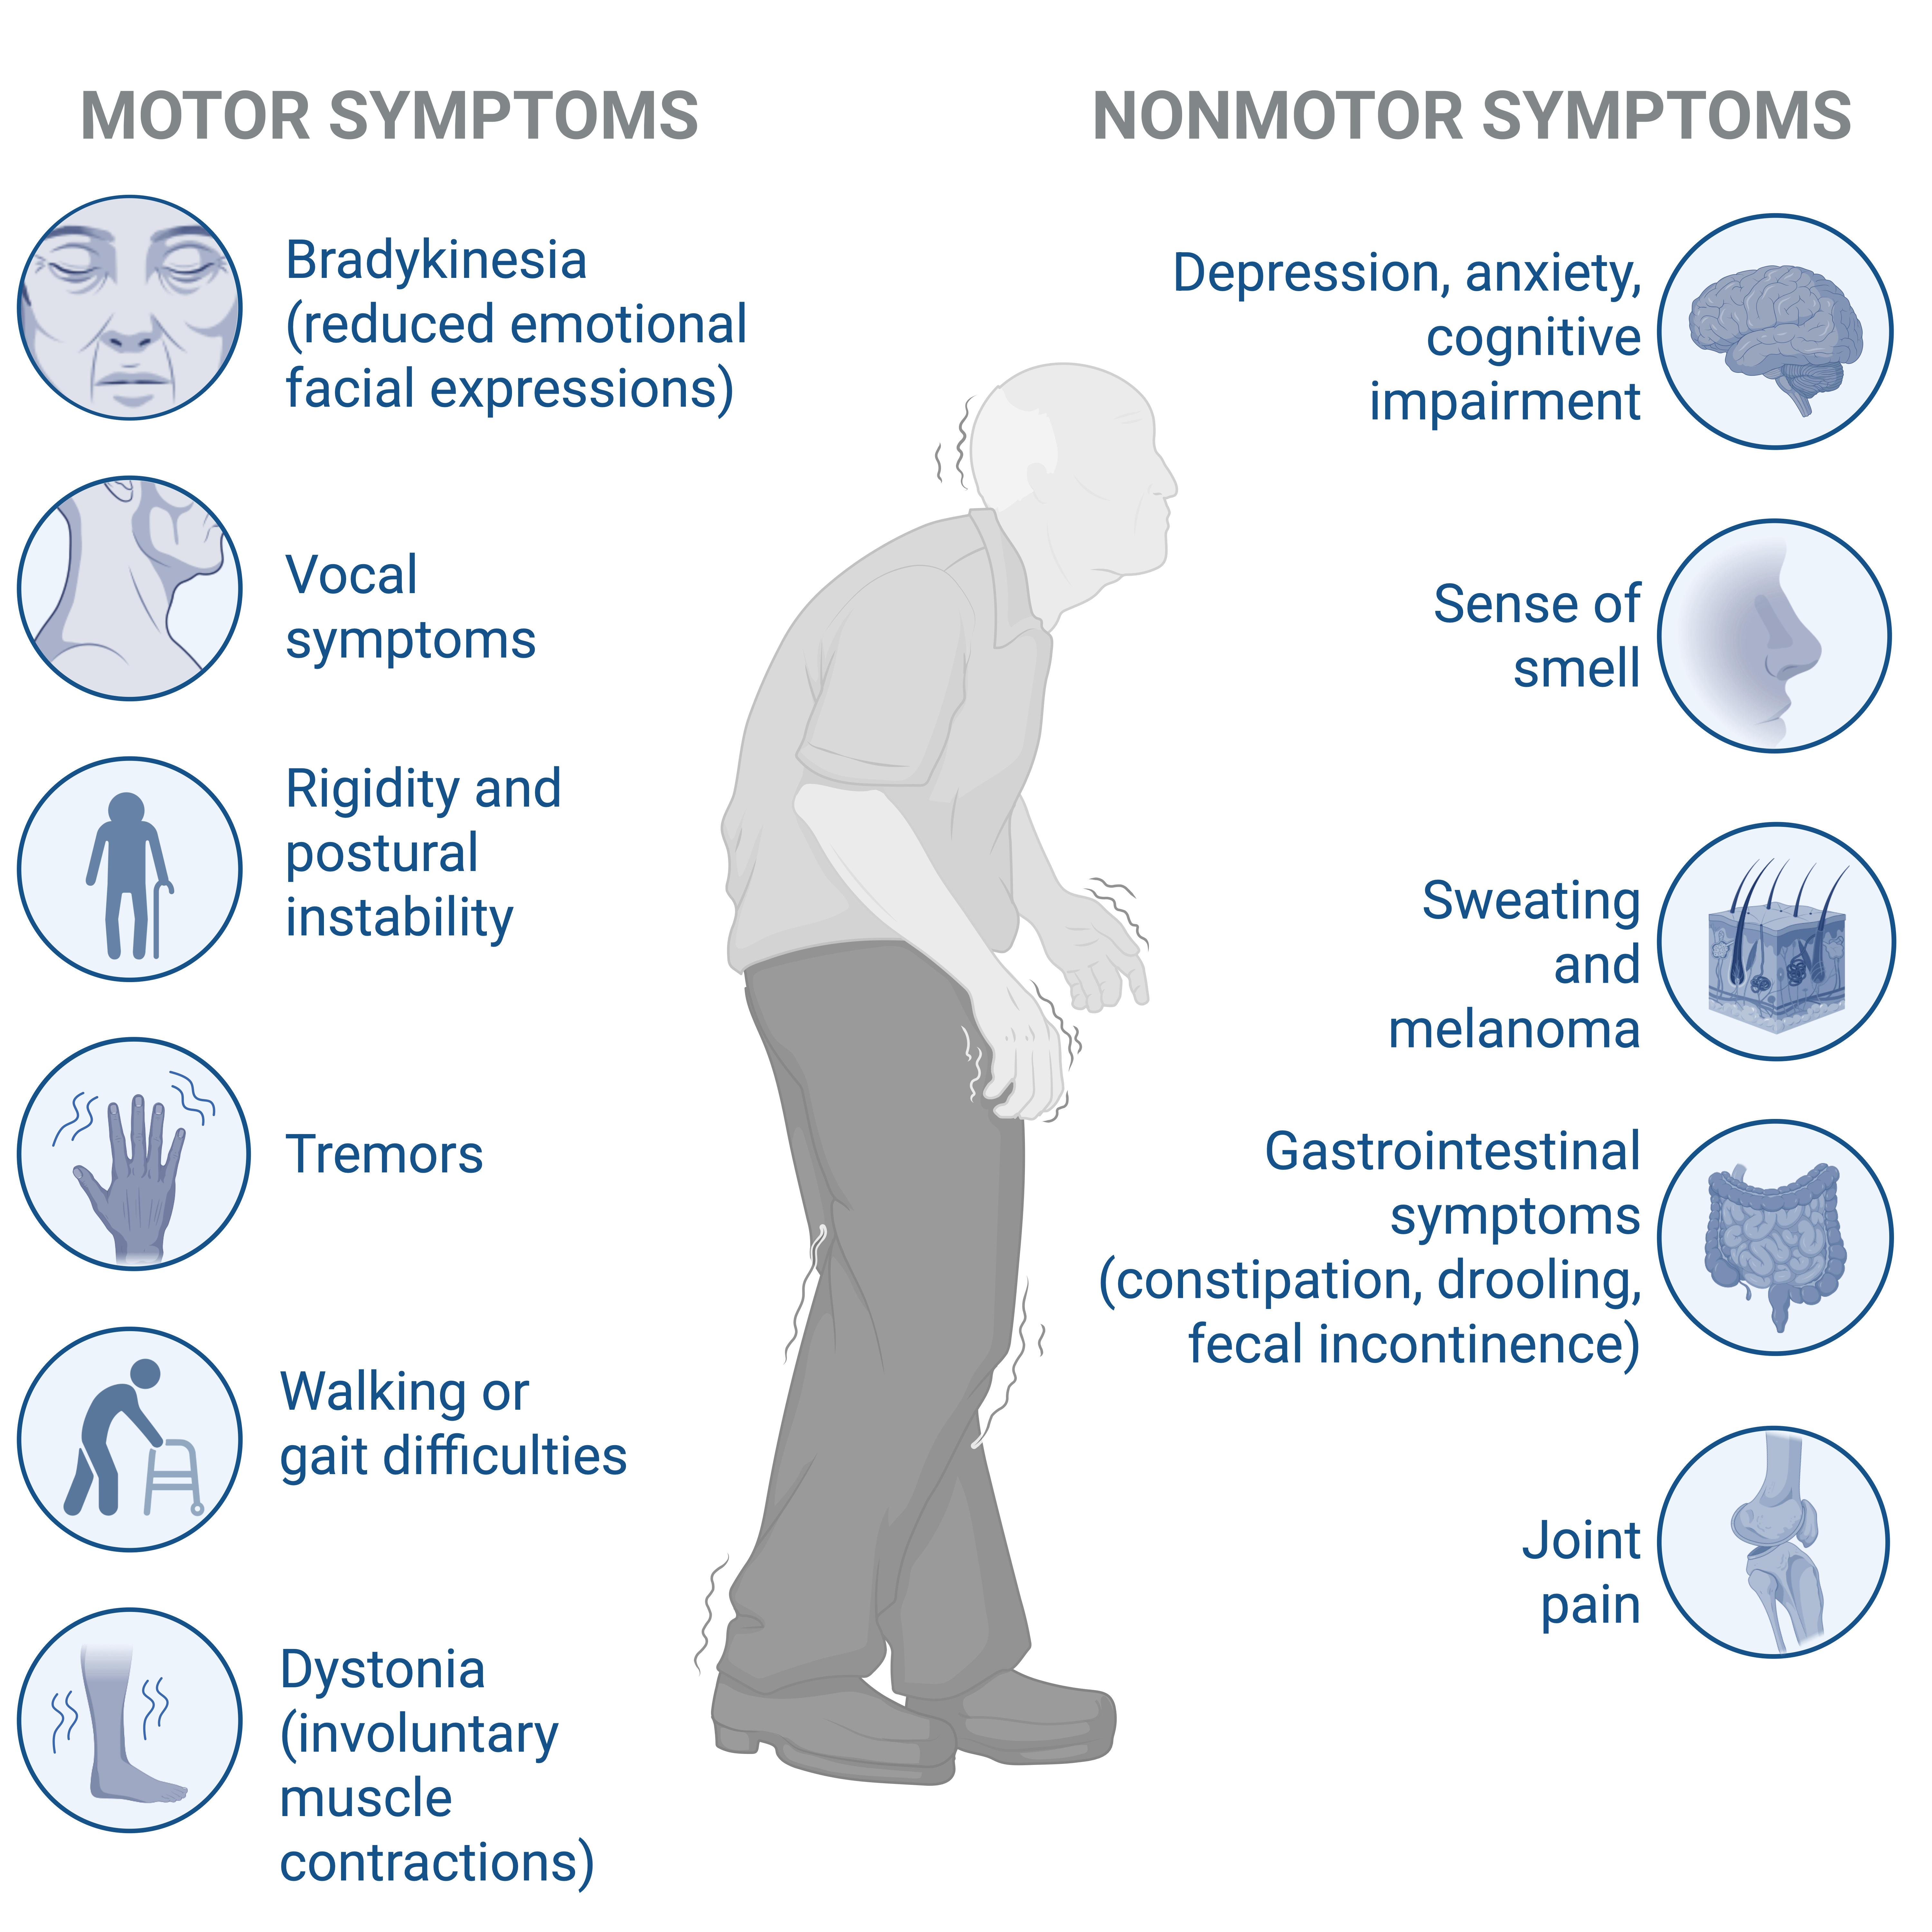 MOTOR SYMPTOMS
Bradykinesia
(reduced emotional
facial expressions)
Vocal
symptoms
Rigidity and
postural
instability
Tremors
Walking or
gait difficulties
Dystonia
(involuntary
muscle
contractions)
NONMOTOR SYMPTOMS
Depression, anxiety,
cognitive
impairment
Sense of
smell
Sweating
and
melanoma
Gastrointestinal
symptoms
(constipation, drooling,
fecal incontinence)
Joint
pain